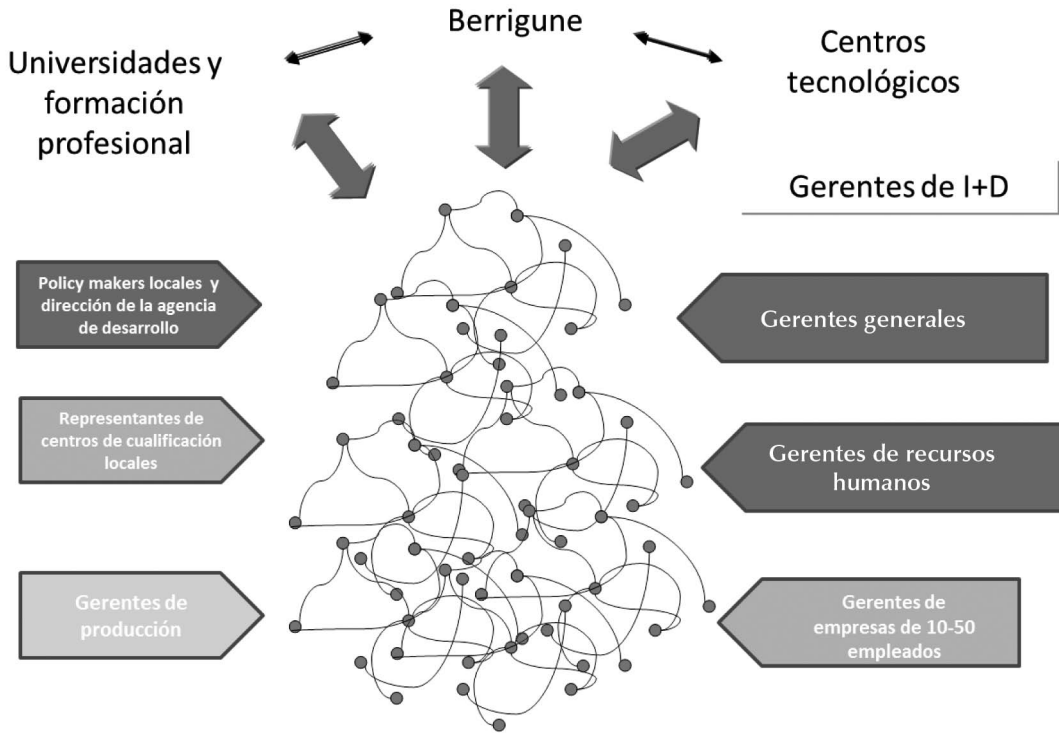 Berrigune
Universidades y
formación
profesional
Centros
tecnológicos
Gerentes de I+D
Policy makers locales y
dirección de la agencia
de desarrollo
Gerentes generales
Representantes de
centros de cualificación
locales
Gerentes de recursos
humanos
Gerentes de
producción
Gerentes de
empresas de 10-50
empleados